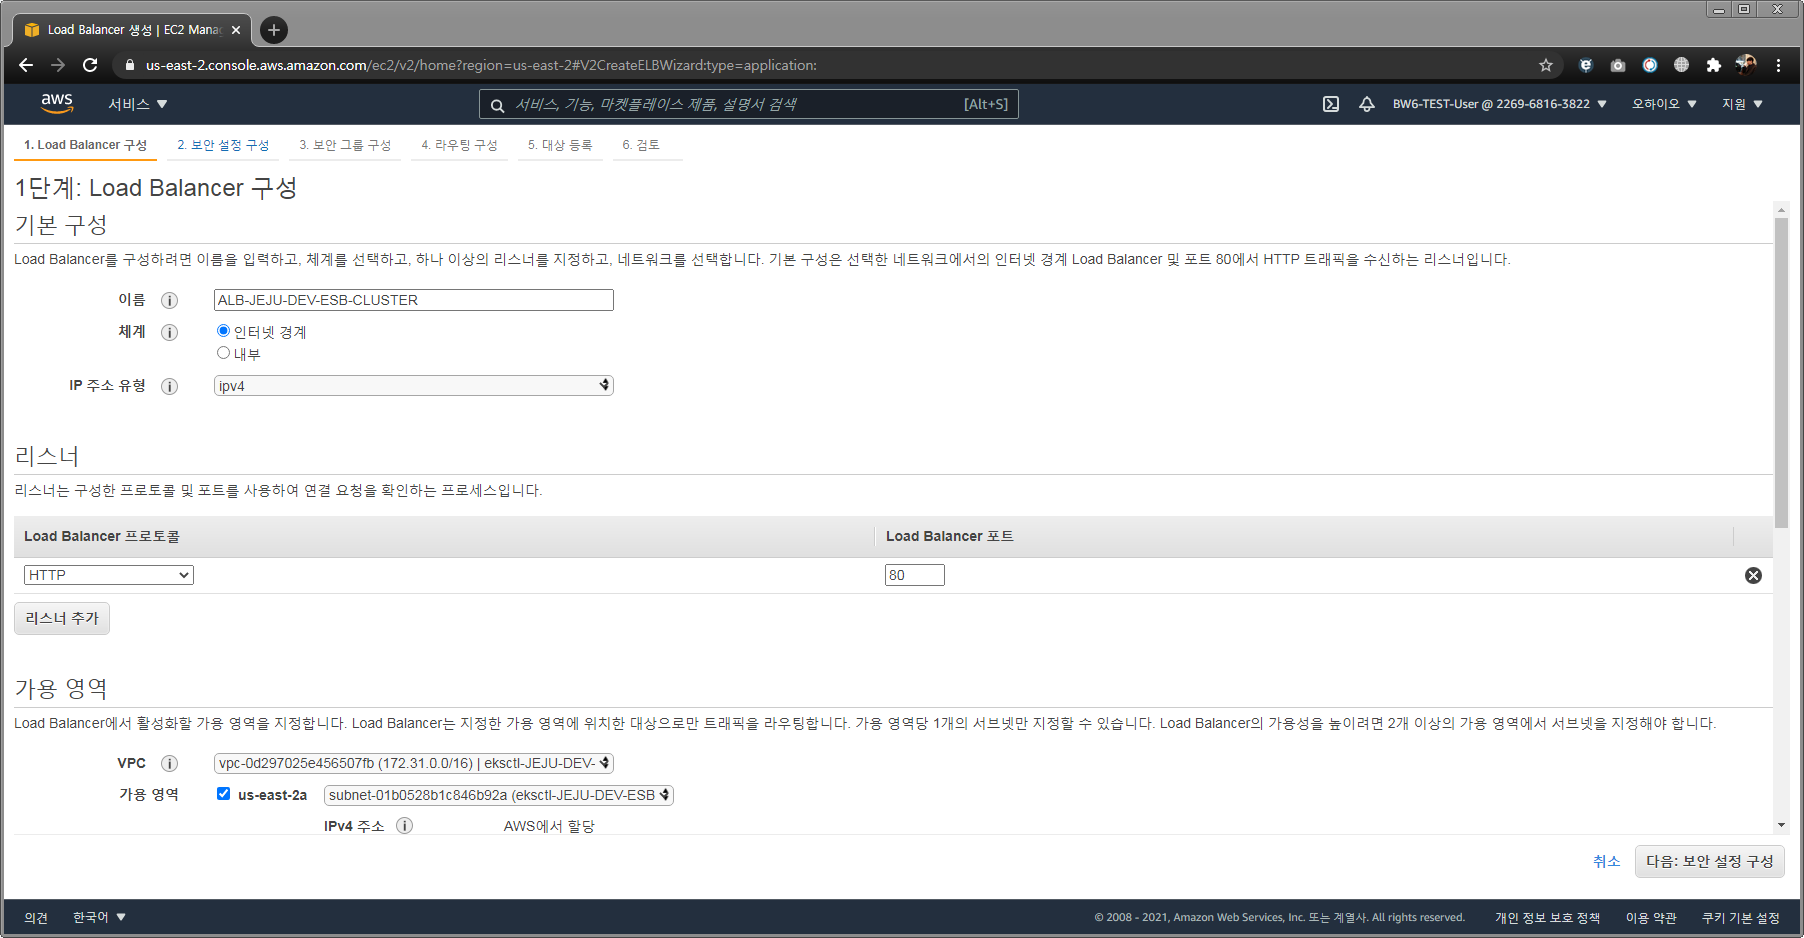 Load Balancer 생성 | EC2 Mana
us-east-2.console.aws.amazon.com/ec2/v2/home?region=us-east-2#V2CreateELBWizard:type=application:
aws 서비스 ▼ 서비스, 기능, 마켓플레이스 제품, 설명서 검색 [Alt+S] BW6-TEST-User @ 2269-6816-3822 ▼ 오하이오 ▼ 지원 ▼
1. Load Balancer 구성 2. 보안 설정 구성 3. 보안 그룹 구성 4. 라우팅 구성 5. 대상 등록 6. 검토
1단계: Load Balancer 구성
기본 구성
Load Balancer를 구성하려면 이름을 입력하고, 체계를 선택하고, 하나 이상의 리스너를 지정하고, 네트워크를 선택합니다. 기본 구성은 선택한 네트워크에서의 인터넷 경계 Load Balancer 및 포트 80에서 HTTP 트래픽을 수신하는 리스너입니다.
이름 i ALB-JEJU-DEV-ESB-CLUSTER
체계 i 인터넷 경계
내부
IP 주소 유형 i ipv4
리스너
리스너는 구성한 프로토콜 및 포트를 사용하여 연결 요청을 확인하는 프로세스입니다.
Load Balancer 프로토콜 Load Balancer 포트
HTTP 80
리스너 추가
가용 영역
Load Balancer에서 활성화할 가용 영역을 지정합니다. Load Balancer는 지정한 가용 영역에 위치한 대상으로만 트래픽을 라우팅합니다. 가용 영역당 1개의 서브넷만 지정할 수 있습니다. Load Balancer의 가용성을 높이려면 2개 이상의 가용 영역에서 서브넷을 지정해야 합니다.
VPC i vpc-0d297025e456507fb (172.31.0.0/16) | eksctl-JEJU-DEV-
가용 영역 us-east-2a subnet-01b0528b1c846b92a (eksctl-JEJU-DEV-ESB
IPv4 주소 i AWS에서 할당
취소 다음: 보안 설정 구성
의견 한국어 ▼ © 2008 - 2021, Amazon Web Services, Inc. 또는 계열사. All rights reserved. 개인 정보 보호 정책 이용 약관 쿠키 기본 설정